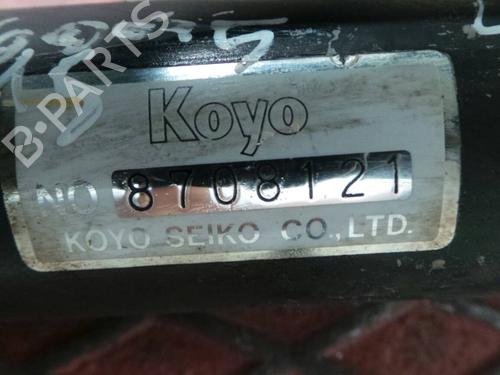 B-PARTS
Koyo
NO 8708121
KOYO SEIKO CO., LTD.